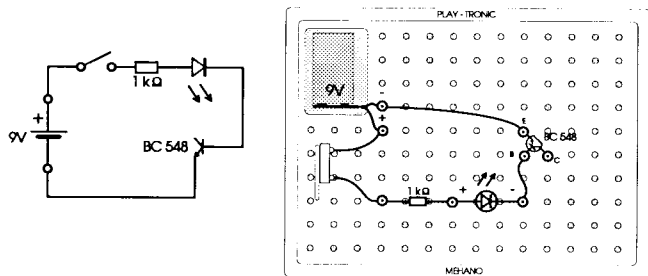 +
9V
1 kΩ
BC 548
PLAY - TRONIC
9V
-
+
E
BC 548
B
C
1 kΩ
+
-
MEHANO